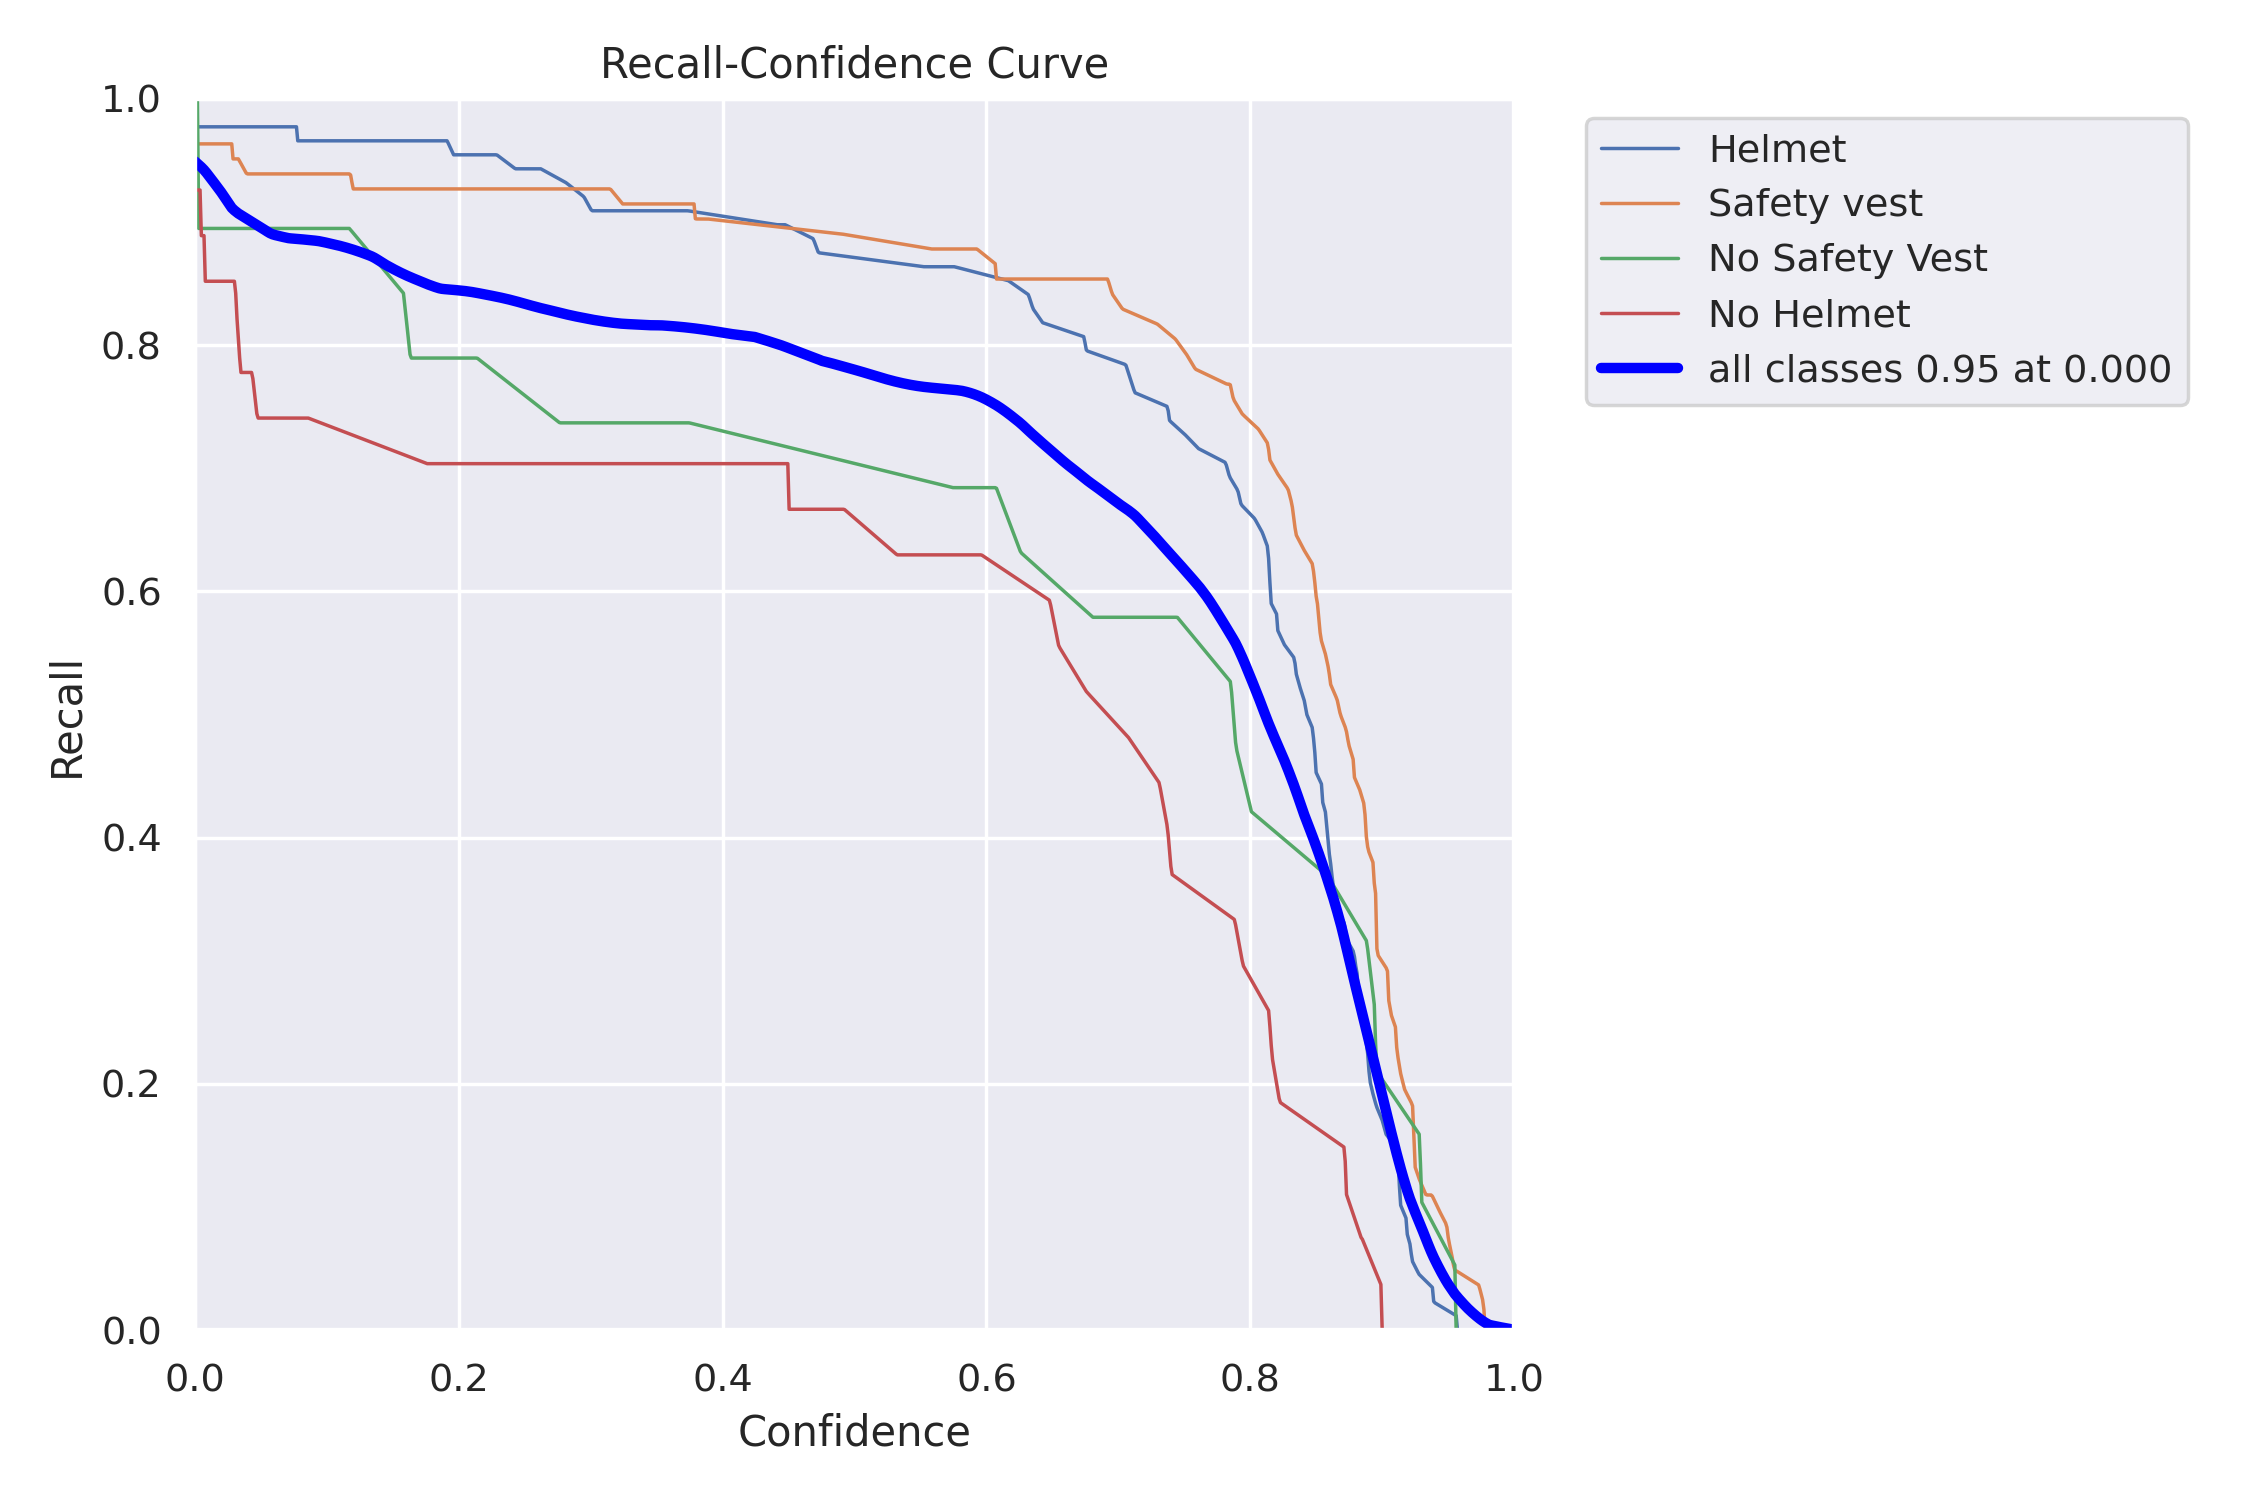 Recall-Confidence Curve
1.0
0.8
0.6
0.4
0.2
0.0
Recall
0.0 0.2 0.4 0.6 0.8 1.0
Confidence
Helmet
Safety vest
No Safety Vest
No Helmet
all classes 0.95 at 0.000